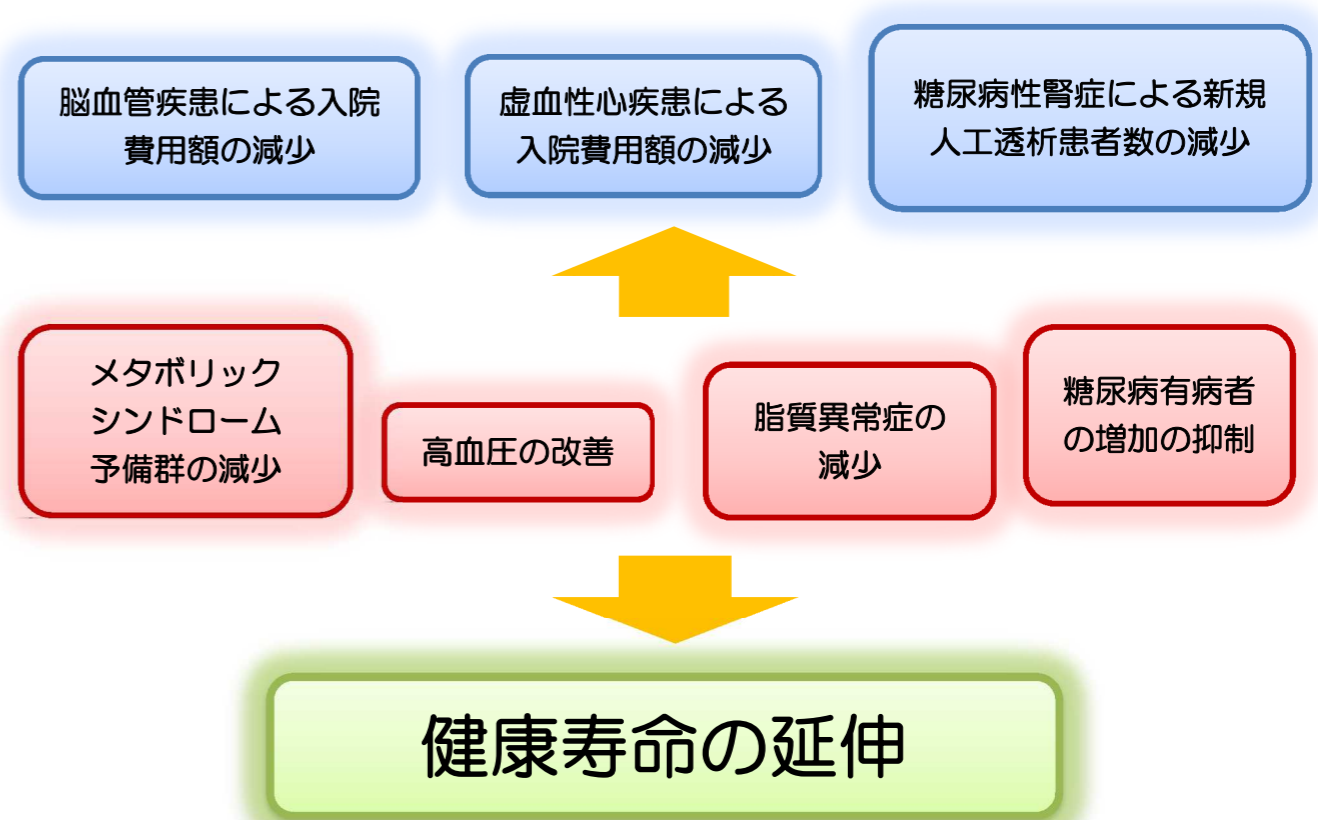 脳血管疾患による入院
費用額の減少
虚血性心疾患による
入院費用額の減少
糖尿病性腎症による新規
人工透析患者数の減少
メタボリック
シンドローム
予備群の減少
高血圧の改善
脂質異常症の
減少
糖尿病有病者
の増加の抑制
健康寿命の延伸